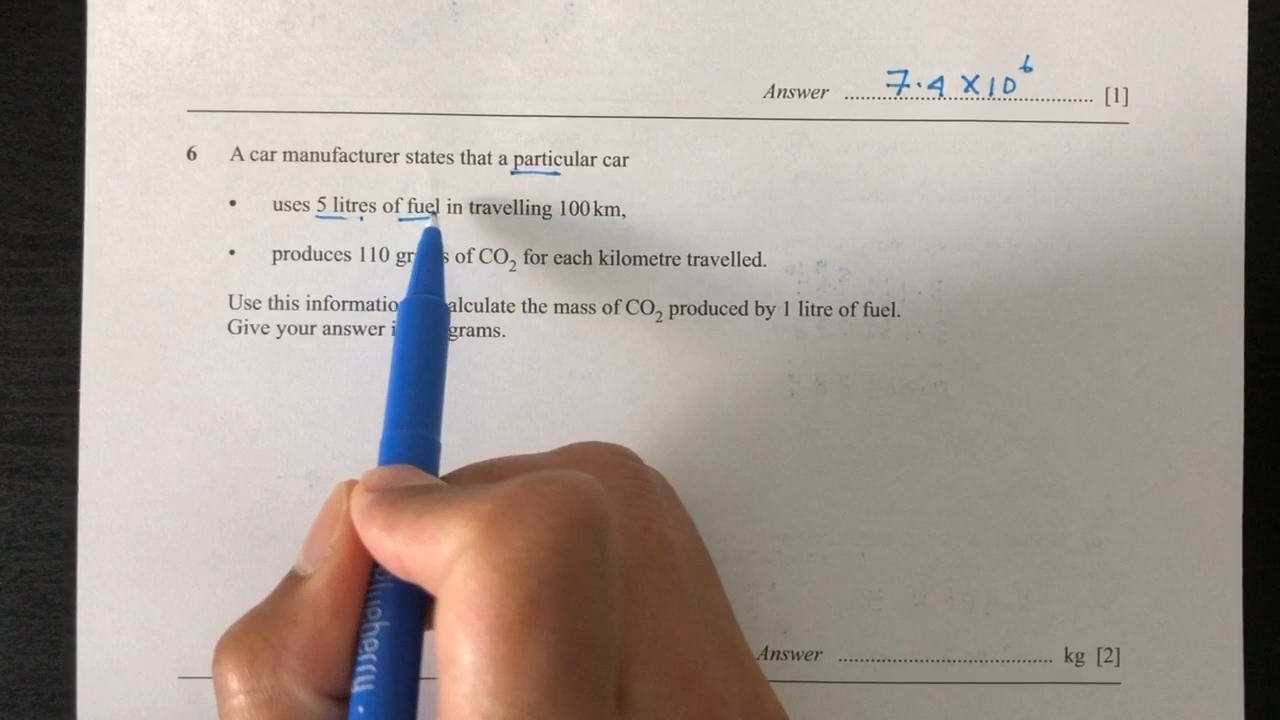 Answer 7.4 X 10⁶ [1]
6 A car manufacturer states that a particular car
• uses 5 litres of fuel in travelling 100 km,
• produces 110 gr s of CO₂ for each kilometre travelled.
Use this informatio alculate the mass of CO₂ produced by 1 litre of fuel.
Give your answer i grams.
blueberry
Answer .......... kg [2]